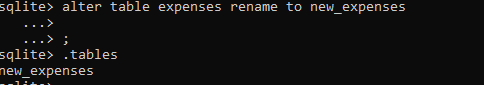 sqlite> alter table expenses rename to new_expenses
...>
...> ;
sqlite> .tables
new_expenses
sqlite>